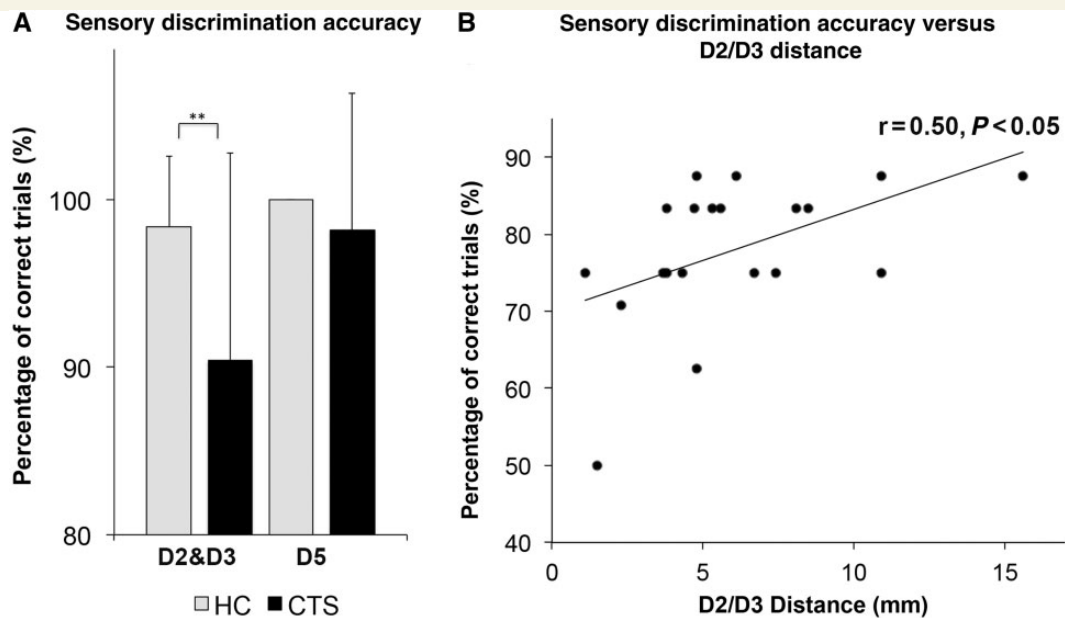 A Sensory discrimination accuracy
Percentage of correct trials (%)
100
90
80
**
D2&D3
D5
HC CTS
B Sensory discrimination accuracy versus
D2/D3 distance
r=0.50, P<0.05
Percentage of correct trials (%)
90
80
70
60
50
40
0 5 10 15
D2/D3 Distance (mm)